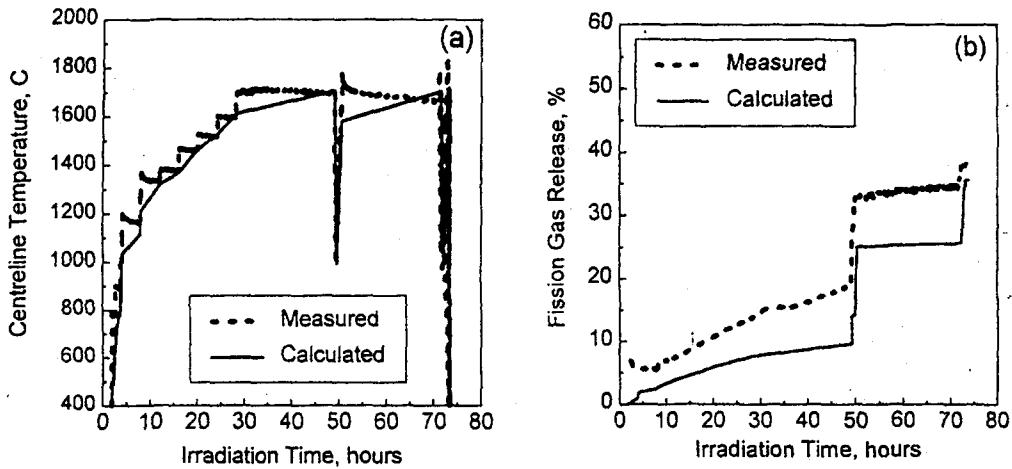 (a)
2000
1800
1600
1400
1200
1000
800
600
400
Centreline Temperature, C
Measured
Calculated
0 10 20 30 40 50 60 70 80
Irradiation Time, hours
(b)
60
50
40
30
20
10
0
Fission Gas Release, %
Measured
Calculated
0 10 20 30 40 50 60 70 80
Irradiation Time, hours